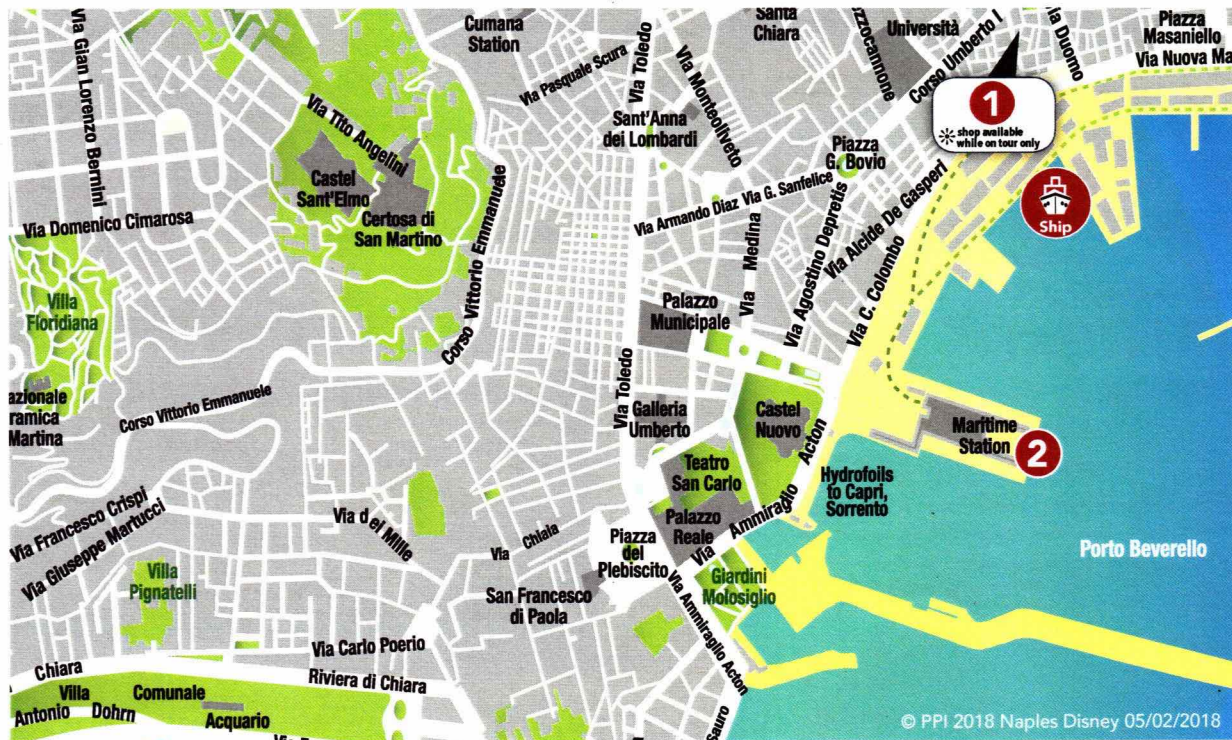 Via Gian Lorenzo Bernini
Cumana
Station
Via Pasquale Scura
Via Toledo
Santa
Chiara
Via Monteoliveto
Università
Corso Umberto I
Via Duomo
Piazza
Masaniello
Via Nuova Ma
1
shop available
while on tour only
Via Tito Angelini
Sant'Anna
dei Lombardi
Piazza
G. Bovio
Castel
Sant'Elmo
Certosa di
San Martino
Corso Vittorio Emmanuele
Via Armando Diaz
Via G. Sanfelice
Via Medina
Via Agostino Depretis
Via Alcide De Gasperi
Via C. Colombo
Ship
Via Domenico Cimarosa
Villa
Floridiana
Palazzo
Municipale
azionale
ramica
Martina
Corso Vittorio Emmanuele
Via Toledo
Galleria
Umberto
Castel
Nuovo
Maritime
Station
2
Teatro
San Carlo
Palazzo
Reale
Via Ammiraglio Acton
Hydrofoils
to Capri,
Sorrento
Via Francesco Crispi
Via Giuseppe Martucci
Via dei Mille
Via Chiaia
Piazza
del
Plebiscito
Porto Beverello
Villa
Pignatelli
San Francesco
di Paola
Giardini
Molosiglio
Via Ammiraglio Acton
Via Carlo Poerio
Chiara
Riviera di Chiara
Villa Comunale
Antonio Dohrn
Acquario
sauro
© PPI 2018 Naples Disney 05/02/2018